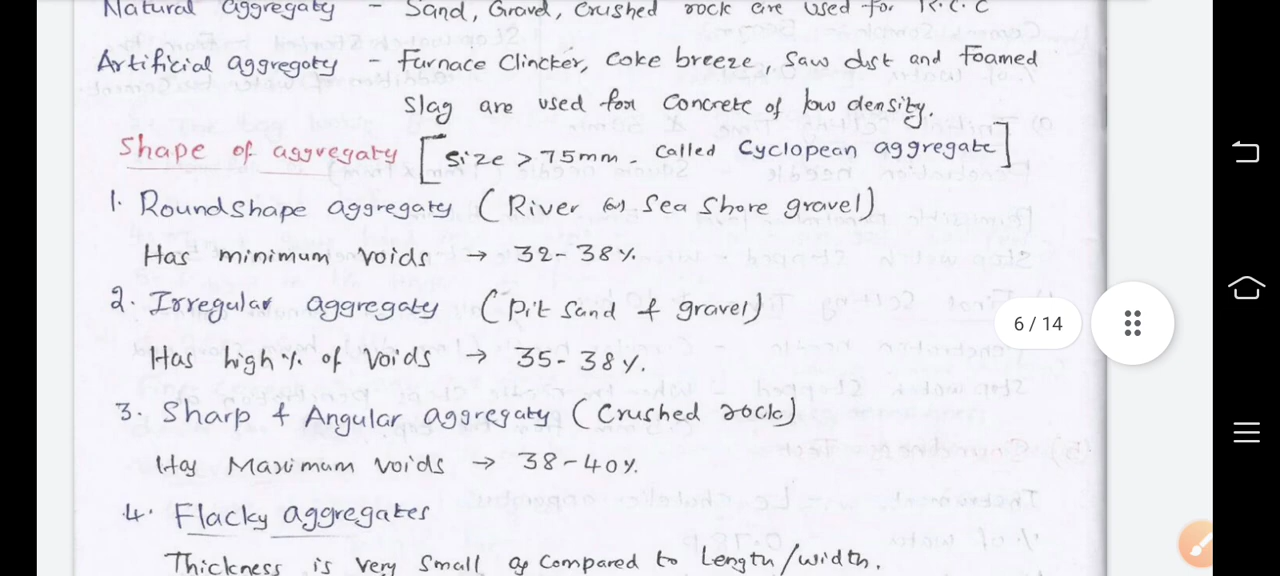 Natural aggregaty - Sand, Gravel, Crushed rock are used for R.C.C
Artificial aggregaty - Furnace Clincker, Coke breeze, Saw dust and Foamed
Slag are used for Concrete of low density.
Shape of aggregaty [Size > 75mm - called Cyclopean aggregate]
1. Roundshape aggregaty (River (or) Sea Shore gravel)
Has minimum Voids → 32-38%.
2. Irregular aggregaty (Pit Sand & gravel)
Has high % of Voids → 35-38%.
3. Sharp & Angular aggregaty (Crushed rock)
Has Maximum Voids → 38-40%.
4. Flacky aggregates
Thickness is very Small as Compared to Length/width.
6 / 14